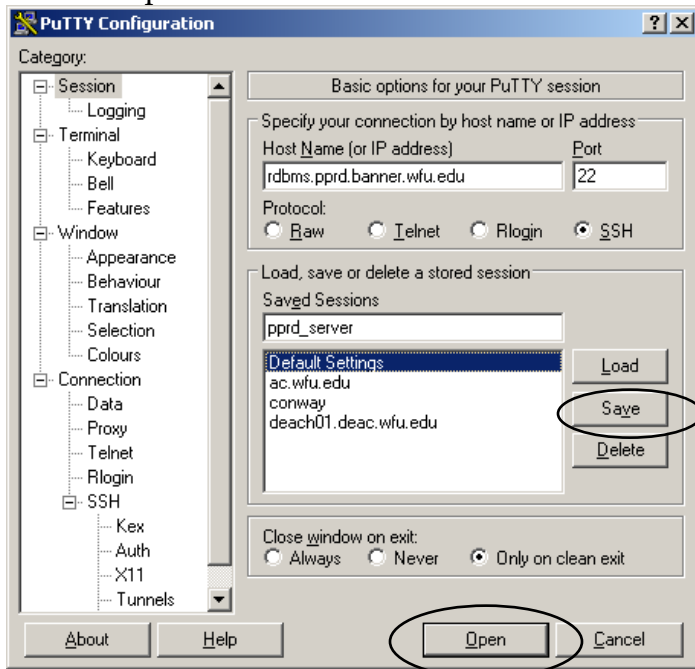 PuTTY Configuration
Category:
Session
Logging
Terminal
Keyboard
Bell
Features
Window
Appearance
Behaviour
Translation
Selection
Colours
Connection
Data
Proxy
Telnet
Rlogin
SSH
Kex
Auth
X11
Tunnels
Basic options for your PuTTY session
Specify your connection by host name or IP address
Host Name (or IP address) Port
rdbms.pprd.banner.wfu.edu 22
Protocol:
Raw Telnet Rlogin SSH
Load, save or delete a stored session
Saved Sessions
pprd_server
Default Settings
ac.wfu.edu
conway
deach01.deac.wfu.edu
Load
Save
Delete
Close window on exit:
Always Never Only on clean exit
About Help Open Cancel